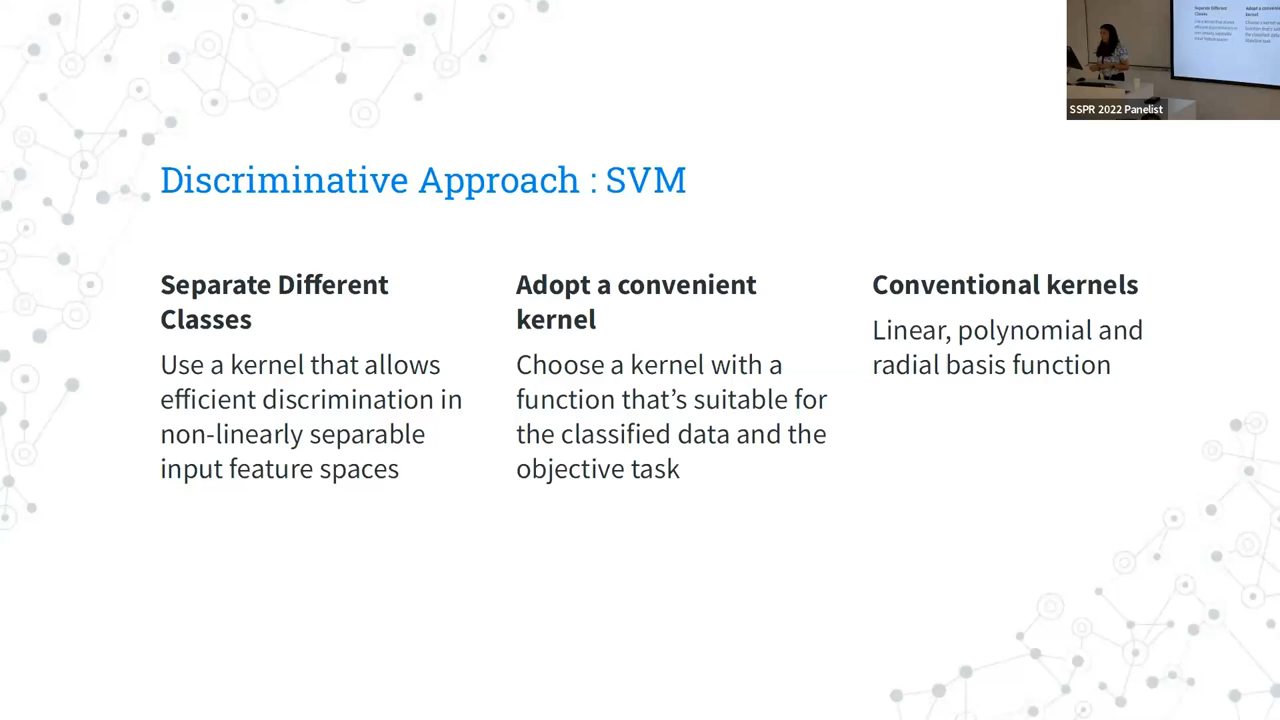 Discriminative Approach : SVM
Separate Different
Classes
Use a kernel that allows
efficient discrimination in
non-linearly separable
input feature spaces
Adopt a convenient
kernel
Choose a kernel with a
function that's suitable for
the classified data and the
objective task
Conventional kernels
Linear, polynomial and
radial basis function
SSPR 2022 Panelist